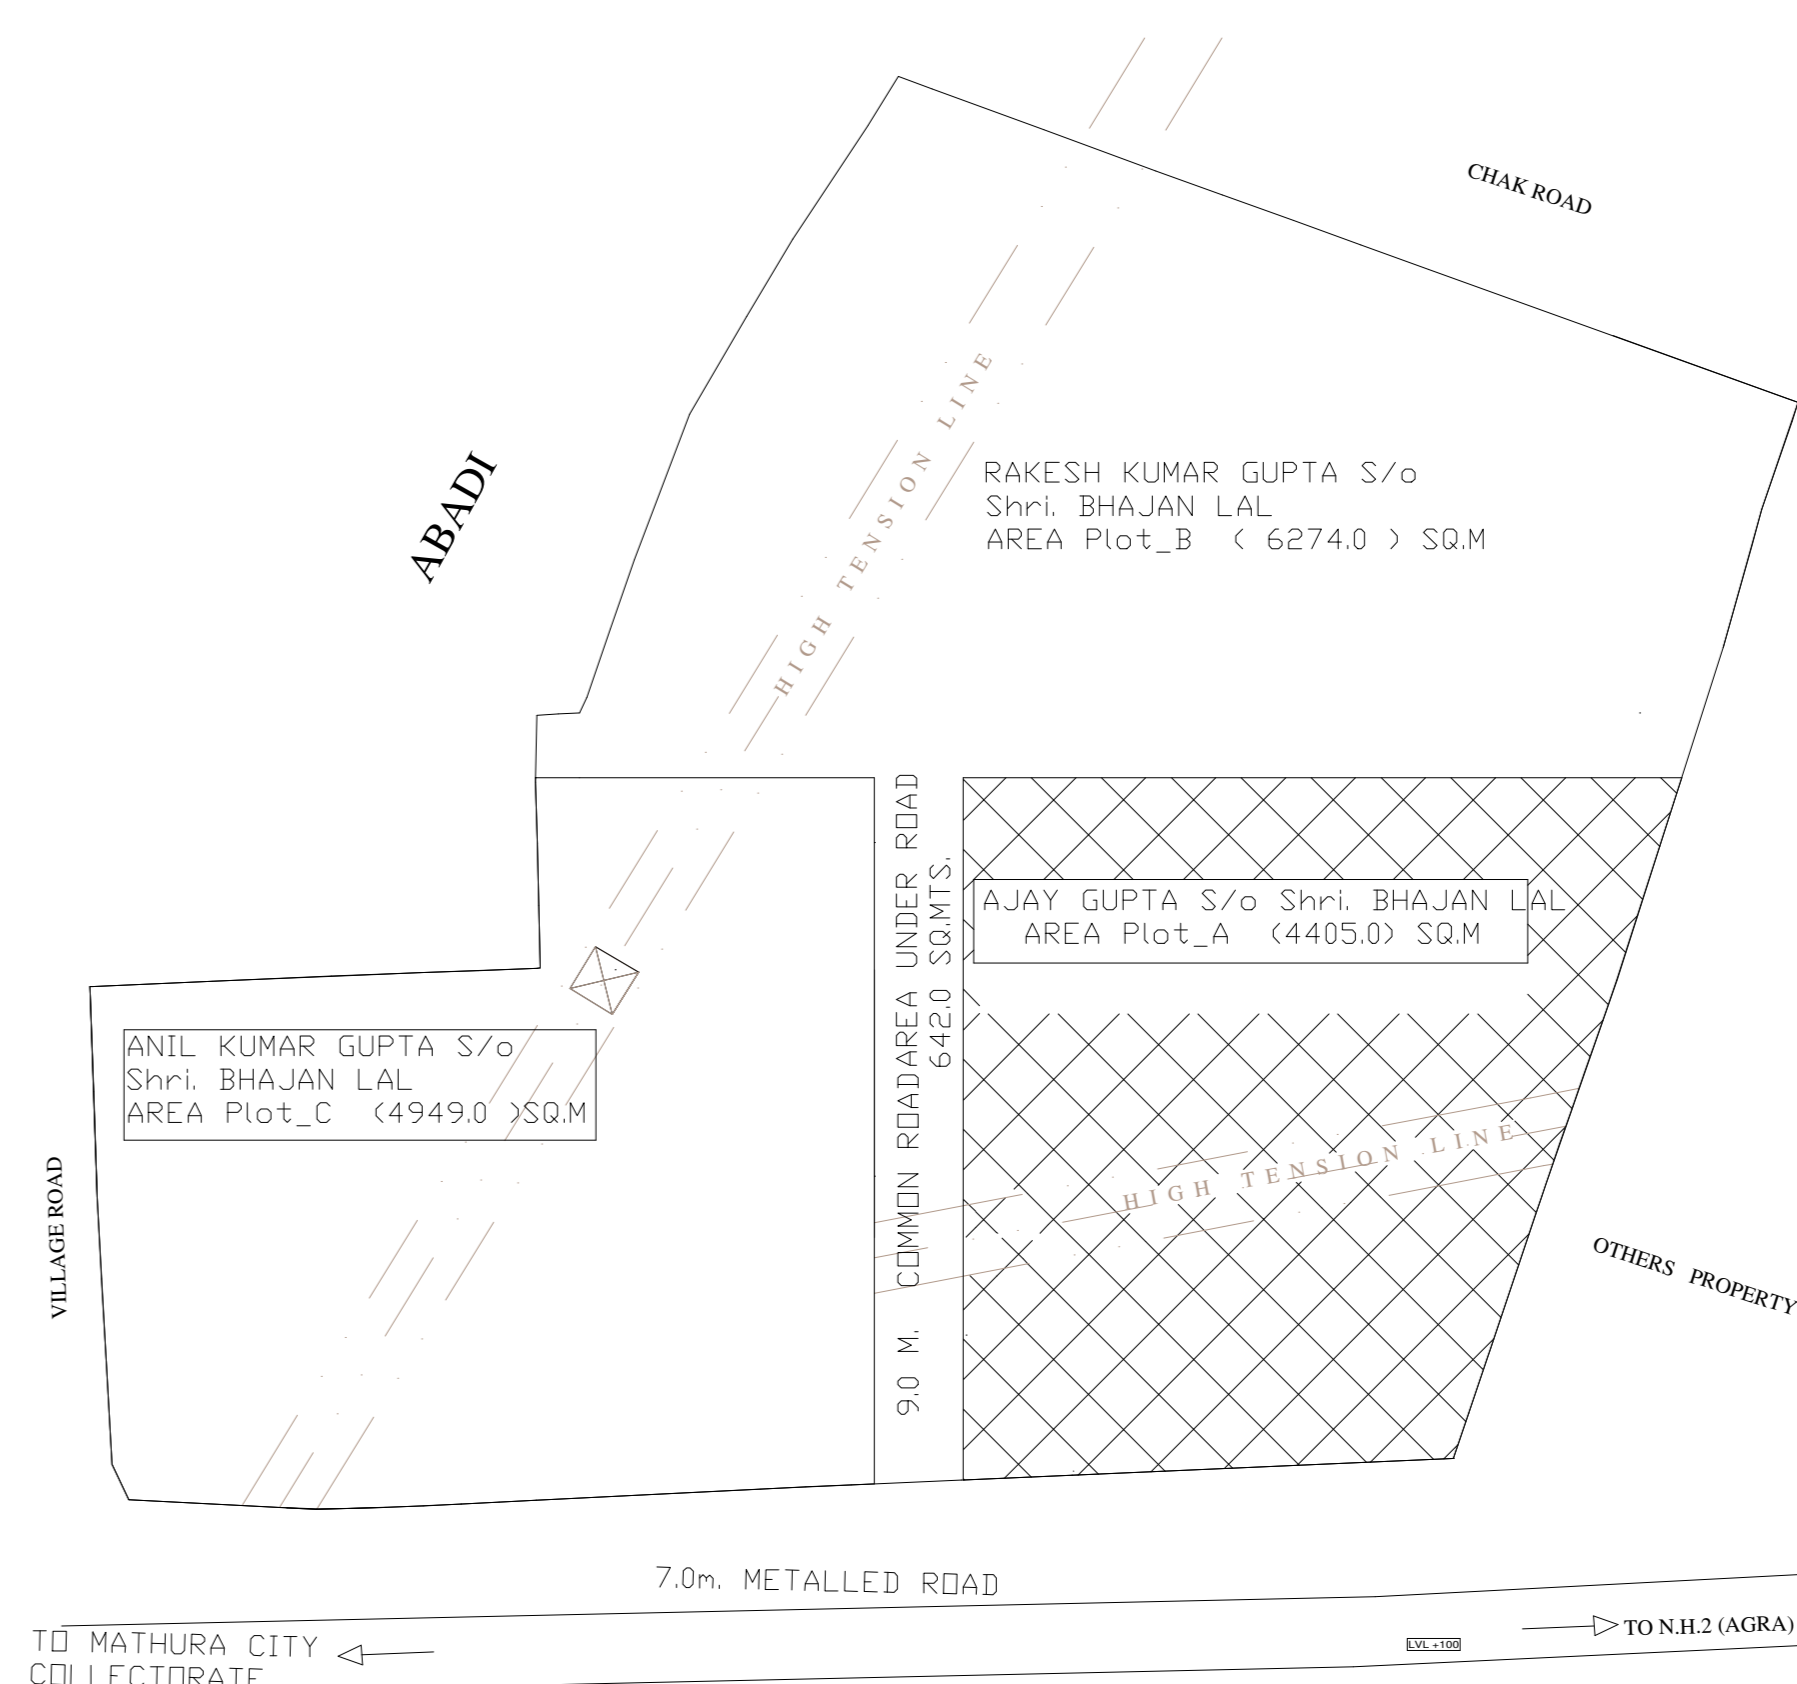 CHAK ROAD
HIGH TENSION LINE
ABADI
RAKESH KUMAR GUPTA S/o
Shri. BHAJAN LAL
AREA Plot_B ( 6274.0 ) SQ.M
AJAY GUPTA S/o Shri. BHAJAN LAL
AREA Plot_A (4405.0) SQ.M
9.0 M. COMMON ROADAREA UNDER ROAD
642.0 SQ.MTS.
ANIL KUMAR GUPTA S/o
Shri. BHAJAN LAL
AREA Plot_C (4949.0 )SQ.M
HIGH TENSION LINE
VILLAGE ROAD
OTHERS PROPERTY
7.0m. METALLED ROAD
TO MATHURA CITY
COLLECTORATE
LVL +100
TO N.H.2 (AGRA)